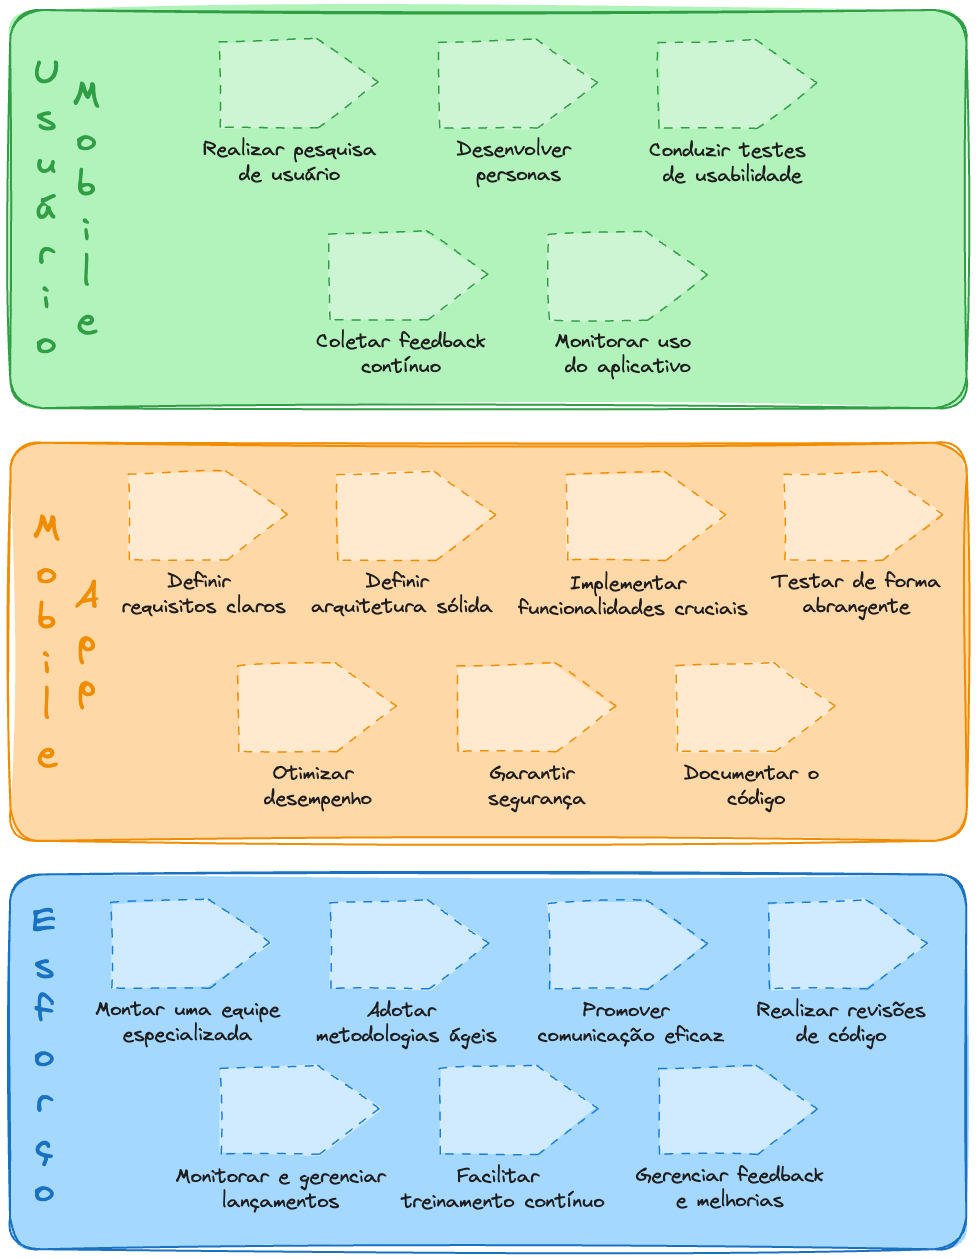 Usuário
Mobile
Realizar pesquisa
de usuário
Desenvolver
personas
Conduzir testes
de usabilidade
Coletar feedback
contínuo
Monitorar uso
do aplicativo
Mobile
App
Definir
requisitos claros
Definir
arquitetura sólida
Implementar
funcionalidades cruciais
Testar de forma
abrangente
Otimizar
desempenho
Garantir
segurança
Documentar o
código
Esforço
Montar uma equipe
especializada
Adotar
metodologias ágeis
Promover
comunicação eficaz
Realizar revisões
de código
Monitorar e gerenciar
lançamentos
Facilitar
treinamento contínuo
Gerenciar feedback
e melhorias